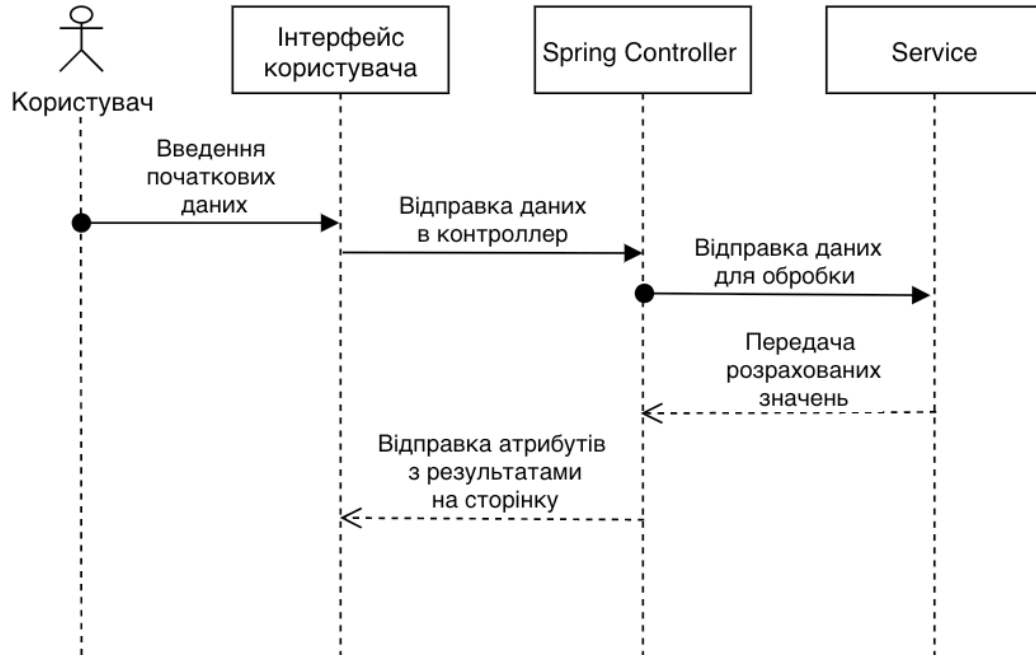 Інтерфейс
користувача
Spring Controller
Service
Користувач
Введення
початкових
даних
Відправка даних
в контроллер
Відправка даних
для обробки
Передача
розрахованих
значень
Відправка атрибутів
з результатами
на сторінку